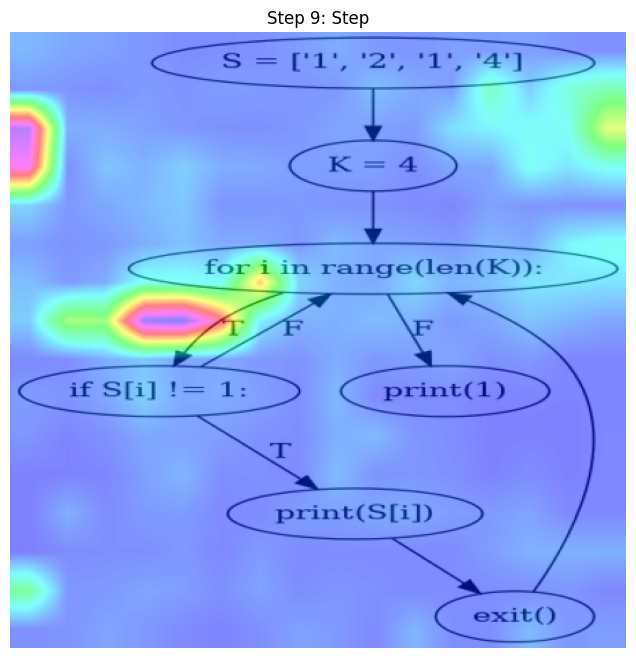 Step 9: Step
S = ['1', '2', '1', '4']
K = 4
for i in range(len(K)):
T
F
F
if S[i] != 1:
print(1)
T
print(S[i])
exit()